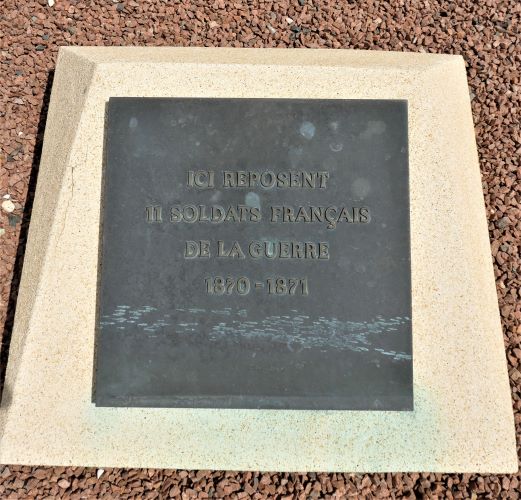 ICI REPOSENT
11 SOLDATS FRANÇAIS
DE LA GUERRE
1870-1871